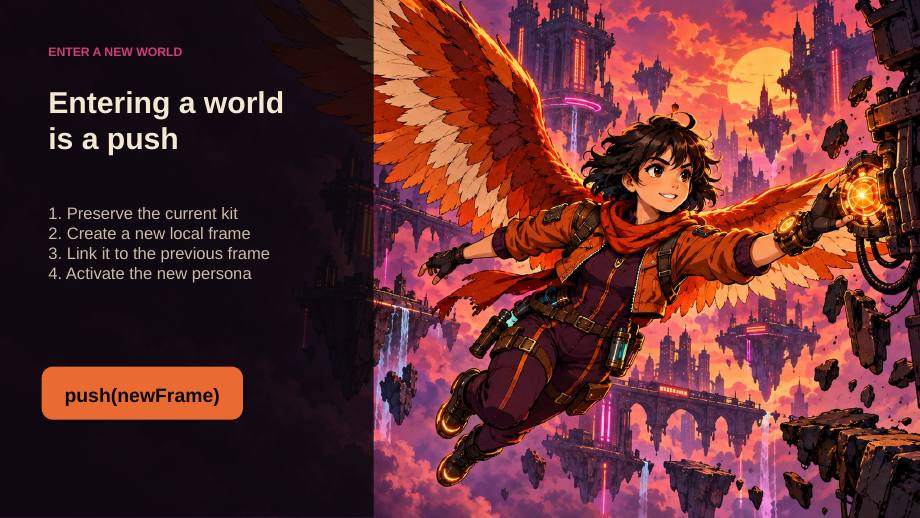 ENTER A NEW WORLD
Entering a world
is a push
1. Preserve the current kit
2. Create a new local frame
3. Link it to the previous frame
4. Activate the new persona
push(newFrame)